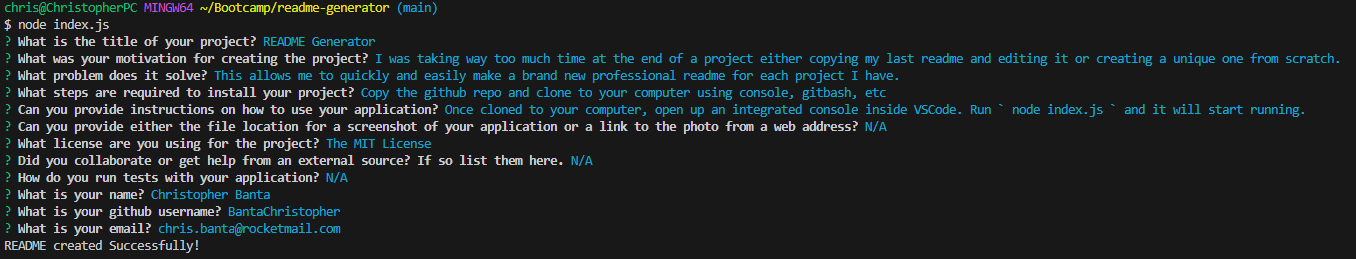 chris@ChristopherPC MINGW64 ~/Bootcamp/readme-generator (main)
$ node index.js
? What is the title of your project? README Generator
? What was your motivation for creating the project? I was taking way too much time at the end of a project either copying my last readme and editing it or creating a unique one from scratch.
? What problem does it solve? This allows me to quickly and easily make a brand new professional readme for each project I have.
? What steps are required to install your project? Copy the github repo and clone to your computer using console, gitbash, etc
? Can you provide instructions on how to use your application? Once cloned to your computer, open up an integrated console inside VSCode. Run ` node index.js ` and it will start running.
? Can you provide either the file location for a screenshot of your application or a link to the photo from a web address? N/A
? What license are you using for the project? The MIT License
? Did you collaborate or get help from an external source? If so list them here. N/A
? How do you run tests with your application? N/A
? What is your name? Christopher Banta
? What is your github username? BantaChristopher
? What is your email? chris.banta@rocketmail.com
README created Successfully!